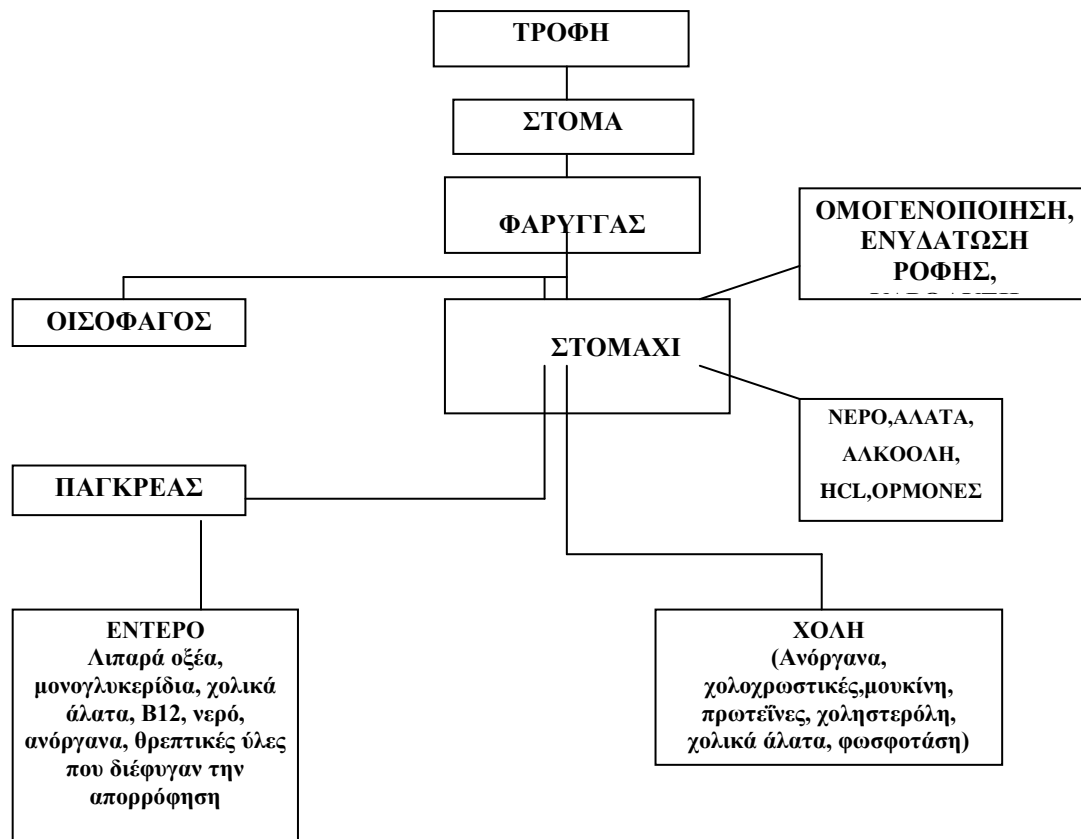 ΤΡΟΦΗ
ΣΤΟΜΑ
ΦΑΡΥΓΓΑΣ
ΟΜΟΓΕΝΟΠΟΙΗΣΗ,
ΕΝΥΔΑΤΩΣΗ
ΡΟΦΗΣ,
ΟΙΣΟΦΑΓΟΣ
ΣΤΟΜΑΧΙ
ΝΕΡΟ,ΑΛΑΤΑ,
ΑΛΚΟΟΛΗ,
HCL,ΟΡΜΟΝΕΣ
ΠΑΓΚΡΕΑΣ
ΕΝΤΕΡΟ
Λιπαρά οξέα,
μονογλυκερίδια, χολικά
άλατα, Β12, νερό,
ανόργανα, θρεπτικές ύλες
που διέφυγαν την
απορρόφηση
ΧΟΛΗ
(Ανόργανα,
χολοχρωστικές,μουκίνη,
πρωτεΐνες, χοληστερόλη,
χολικά άλατα, φωσφοτάση)